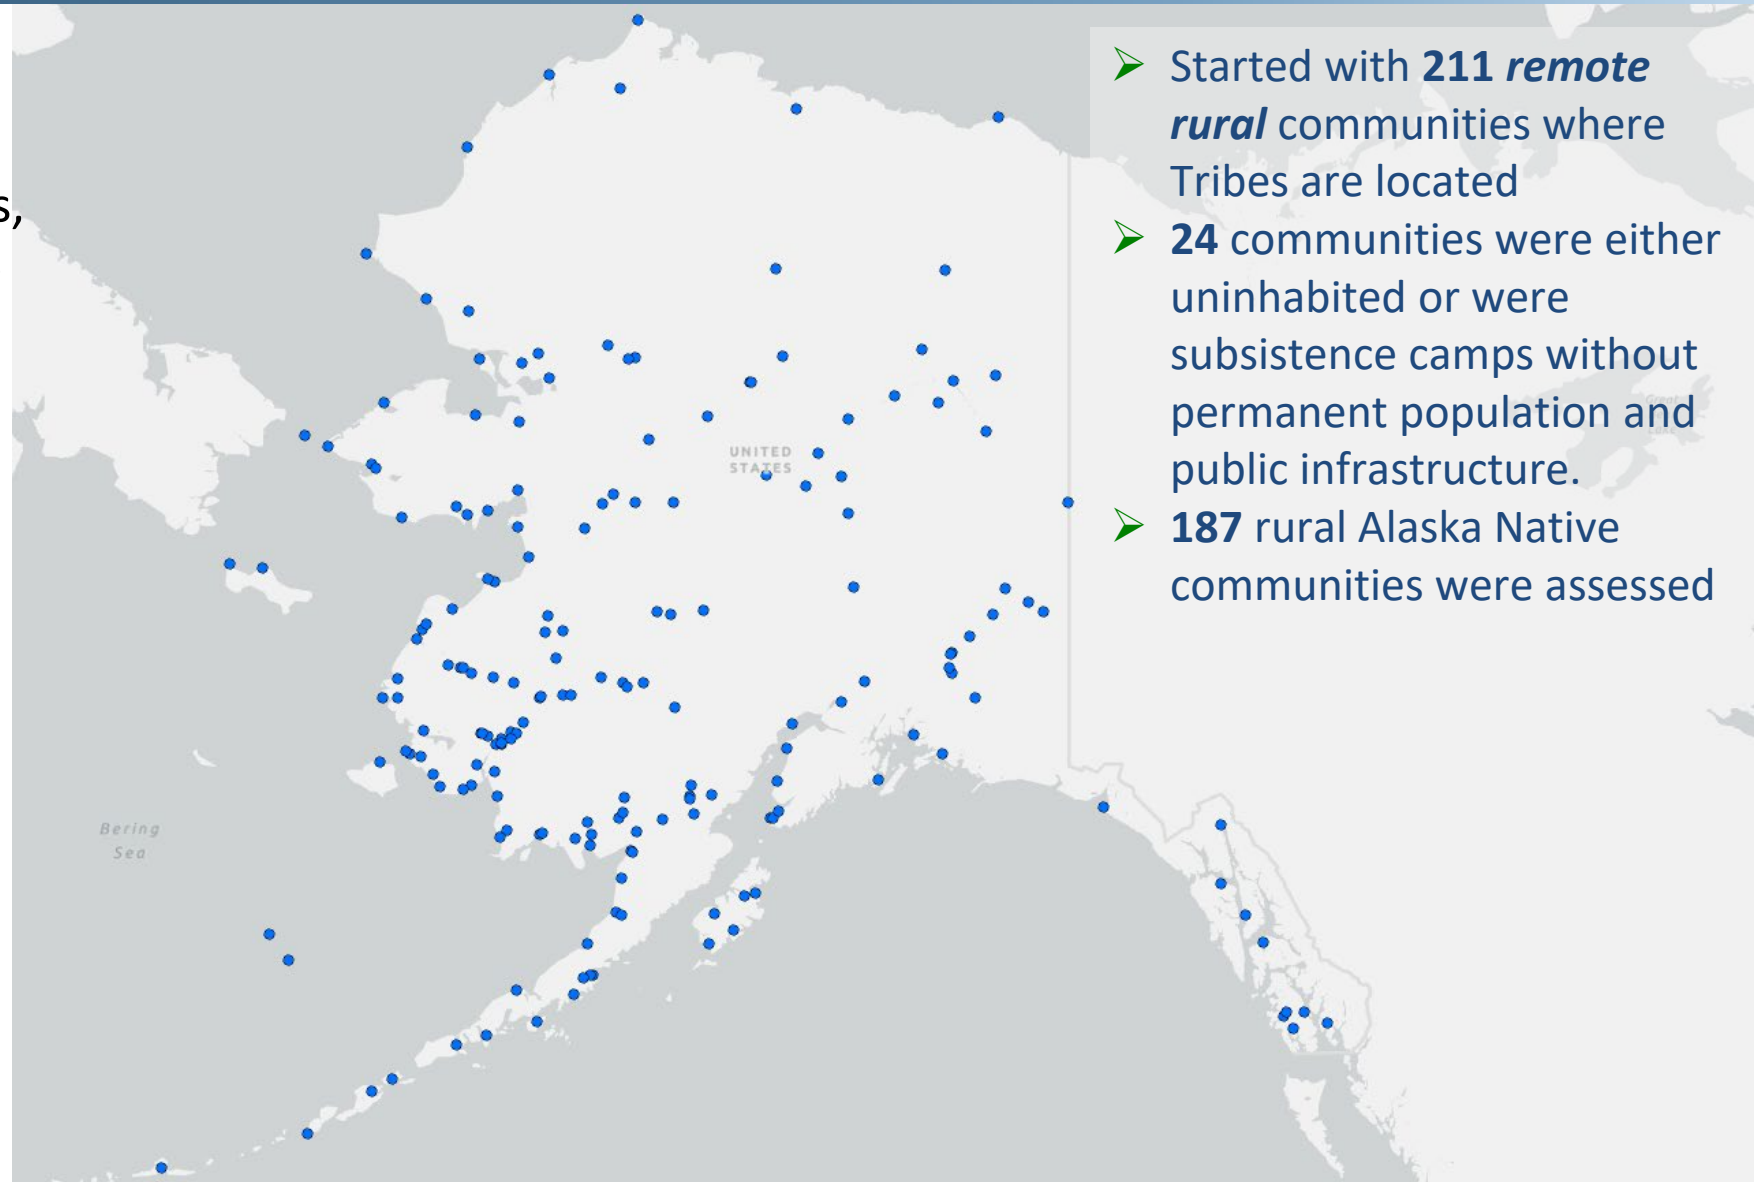 ➢ Started with 211 remote
rural communities where
Tribes are located
➢ 24 communities were either
uninhabited or were
subsistence camps without
permanent population and
public infrastructure.
➢ 187 rural Alaska Native
communities were assessed
s,
UNITED
STATES
Great
Bering
Sea